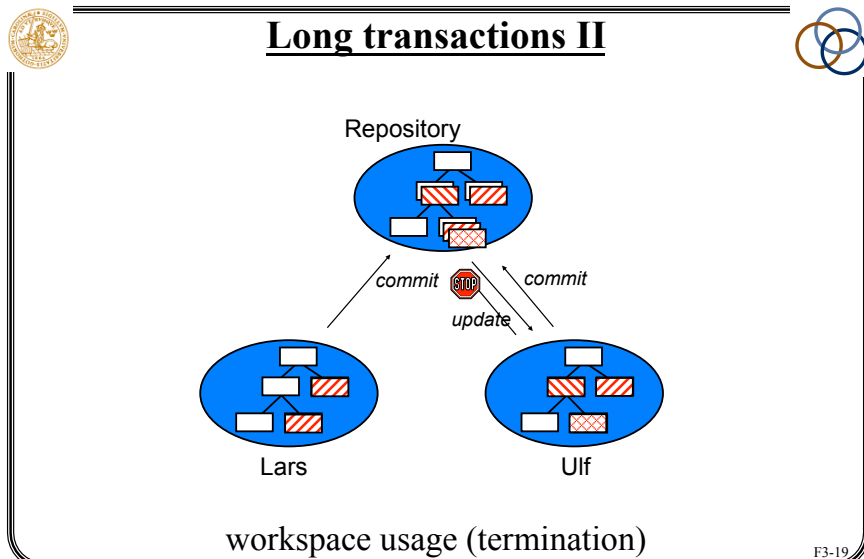 Long transactions II
Repository
commit
STOP
commit
update
Lars
Ulf
workspace usage (termination)
F3-19